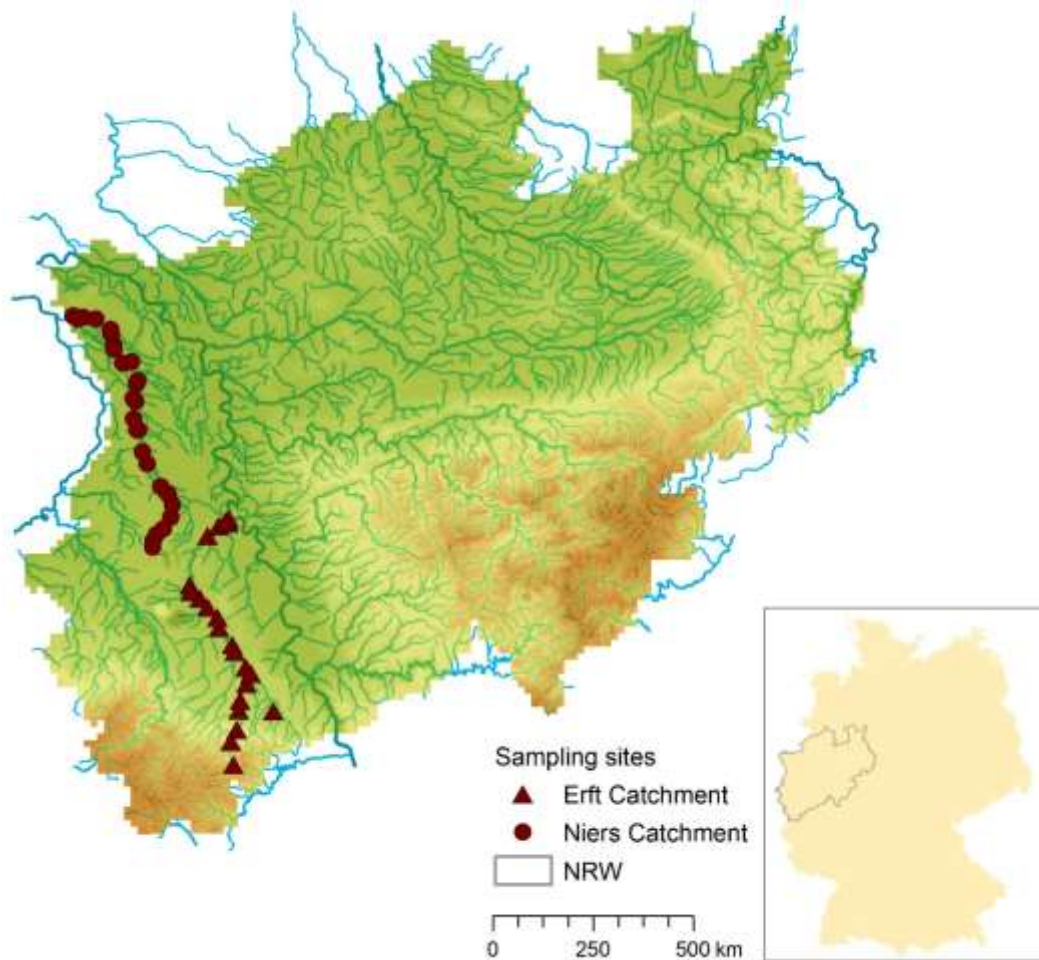 Sampling sites
Erft Catchment
Niers Catchment
NRW
0 250 500 km